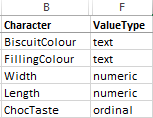 B F
Character ValueType
BiscuitColour text
FillingColour text
Width numeric
Length numeric
ChocTaste ordinal